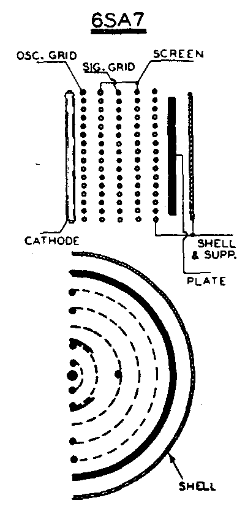 6SA7
OSC. GRID
SIG. GRID
SCREEN
CATHODE
SHELL
& SUPP.
PLATE
SHELL